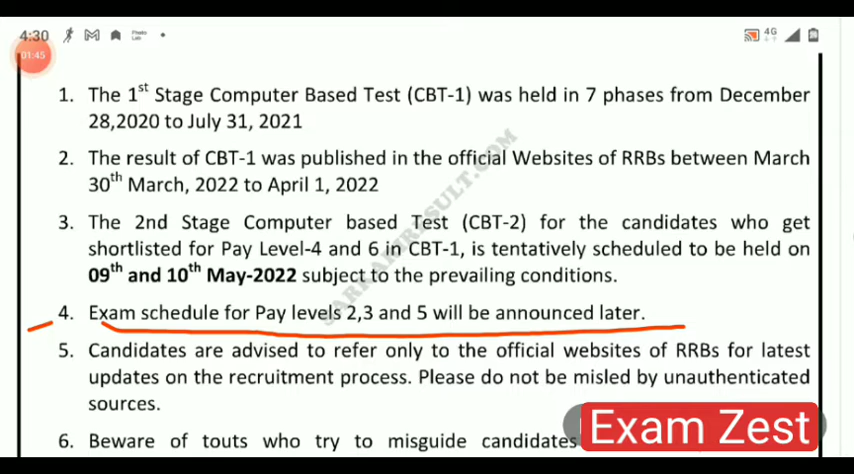 4:30 Photo Lab 4G
01:45
1. The 1st Stage Computer Based Test (CBT-1) was held in 7 phases from December
28,2020 to July 31, 2021
2. The result of CBT-1 was published in the official Websites of RRBs between March
30th March, 2022 to April 1, 2022
3. The 2nd Stage Computer based Test (CBT-2) for the candidates who get
shortlisted for Pay Level-4 and 6 in CBT-1, is tentatively scheduled to be held on
09th and 10th May-2022 subject to the prevailing conditions.
4. Exam schedule for Pay levels 2,3 and 5 will be announced later.
5. Candidates are advised to refer only to the official websites of RRBs for latest
updates on the recruitment process. Please do not be misled by unauthenticated
sources.
6. Beware of touts who try to misguide candidates
Exam Zest
SARKARIRESULT.COM